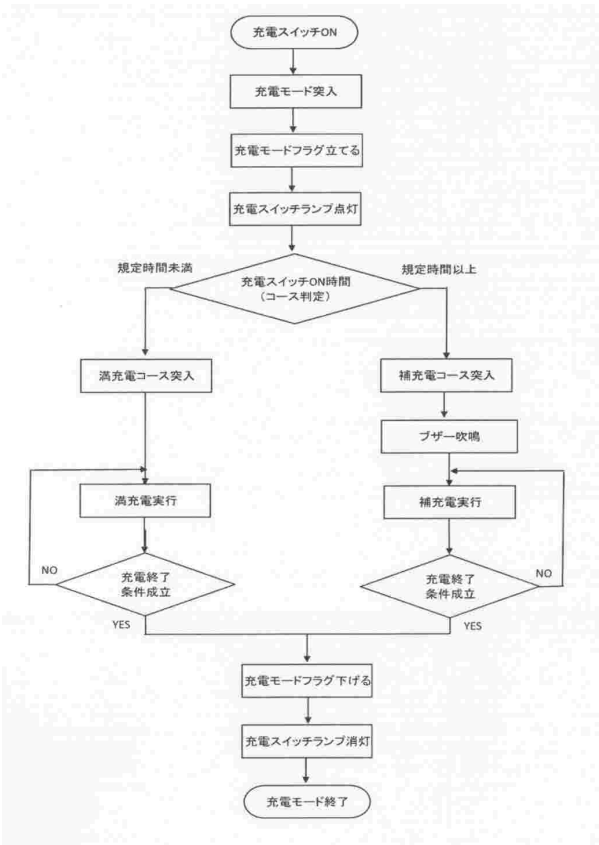 充電スイッチON
充電モード突入
充電モードフラグ立てる
充電スイッチランプ点灯
規定時間未満
充電スイッチON時間
(コース判定)
規定時間以上
満充電コース突入
補充電コース突入
ブザー吹鳴
満充電実行
補充電実行
充電終了
条件成立
NO
YES
充電終了
条件成立
NO
YES
充電モードフラグ下げる
充電スイッチランプ消灯
充電モード終了